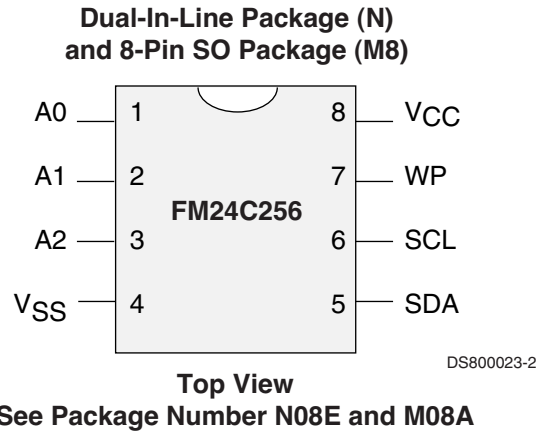 Dual-In-Line Package (N)
and 8-Pin SO Package (M8)
A0 1 8 VCC
A1 2 7 WP
FM24C256
A2 3 6 SCL
VSS 4 5 SDA
DS800023-2
Top View
See Package Number N08E and M08A